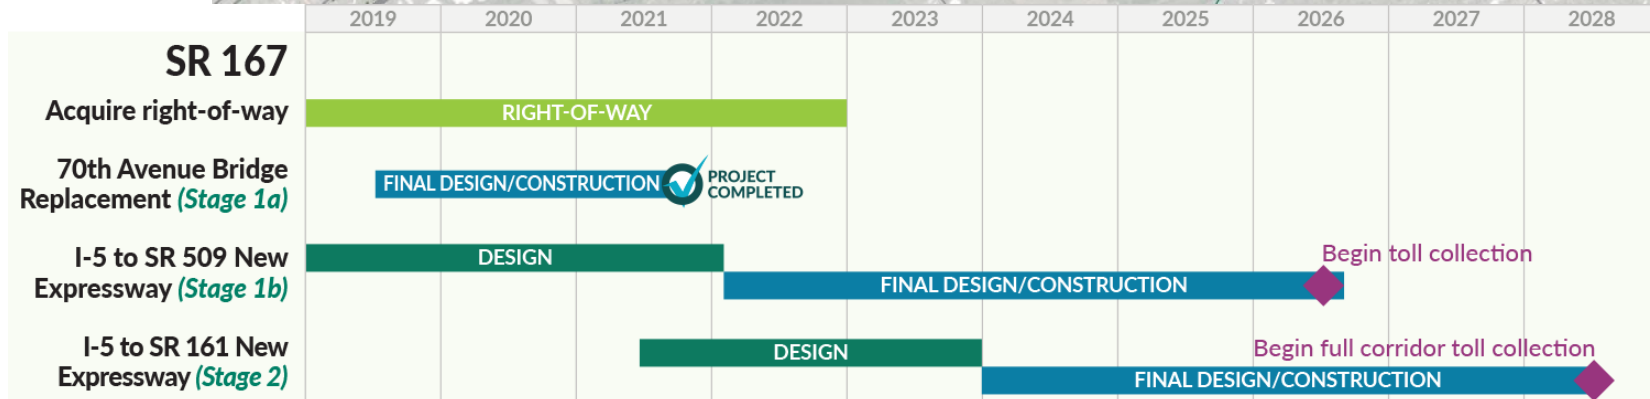 2019 2020 2021 2022 2023 2024 2025 2026 2027 2028
SR 167
Acquire right-of-way
RIGHT-OF-WAY
70th Avenue Bridge
Replacement (Stage 1a)
FINAL DESIGN/CONSTRUCTION
PROJECT
COMPLETED
I-5 to SR 509 New
Expressway (Stage 1b)
DESIGN
FINAL DESIGN/CONSTRUCTION
Begin toll collection
I-5 to SR 161 New
Expressway (Stage 2)
DESIGN
FINAL DESIGN/CONSTRUCTION
Begin full corridor toll collection